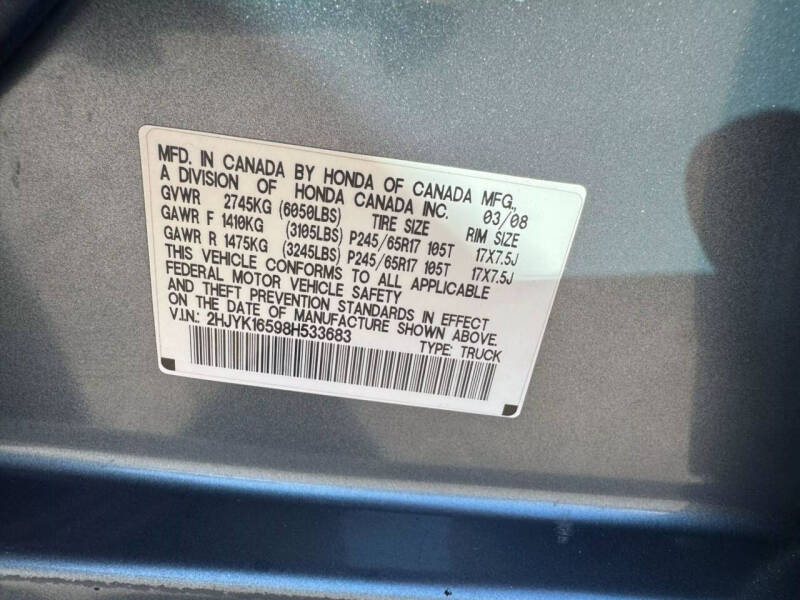 MFD. IN CANADA BY HONDA OF CANADA MFG.,
A DIVISION OF HONDA CANADA INC. 03/08
GVWR 2745KG (6050LBS) TIRE SIZE RIM SIZE
GAWR F 1410KG (3105LBS) P245/65R17 105T 17X7.5J
GAWR R 1475KG (3245LBS) P245/65R17 105T 17X7.5J
THIS VEHICLE CONFORMS TO ALL APPLICABLE
FEDERAL MOTOR VEHICLE SAFETY
AND THEFT PREVENTION STANDARDS IN EFFECT
ON THE DATE OF MANUFACTURE SHOWN ABOVE.
V.I.N.: 2HJYK16598H533683 TYPE: TRUCK